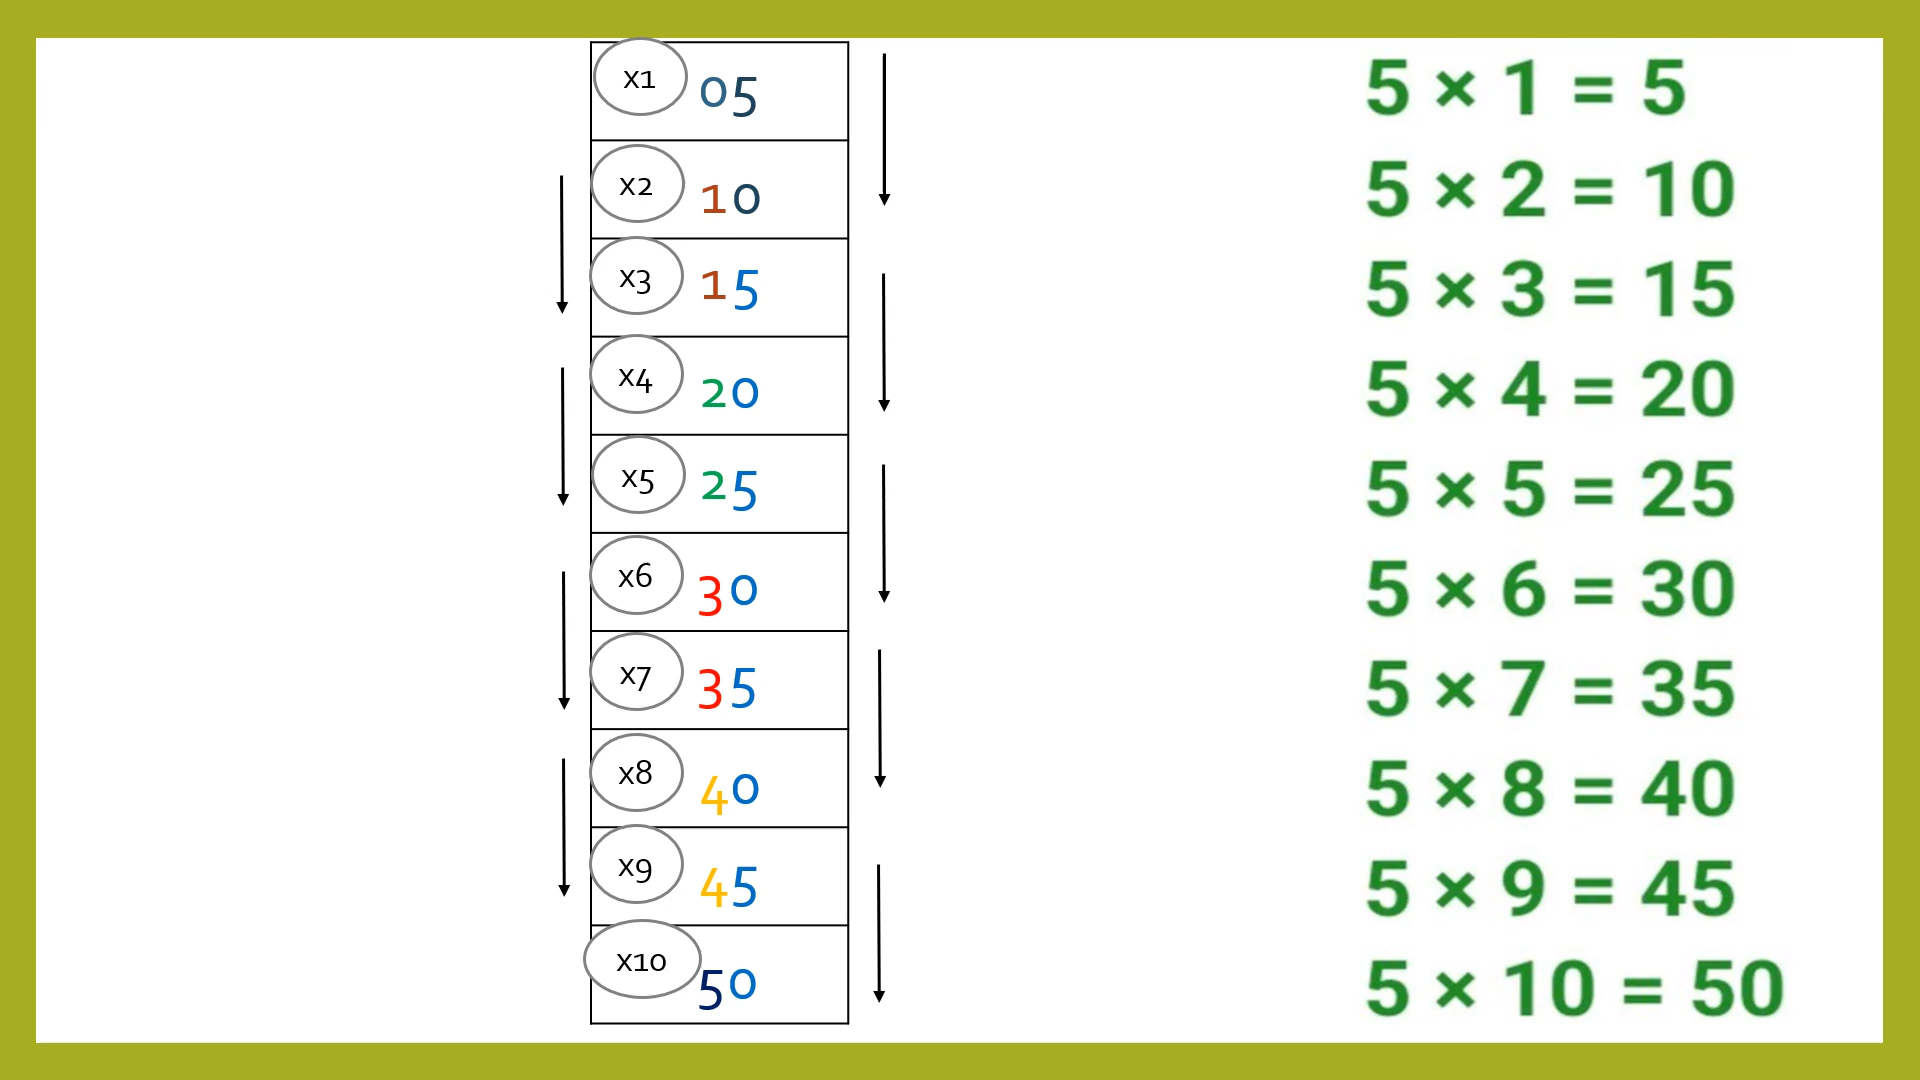 x1 05
x2 10
x3 15
x4 20
x5 25
x6 30
x7 35
x8 40
x9 45
x10 50
5 × 1 = 5
5 × 2 = 10
5 × 3 = 15
5 × 4 = 20
5 × 5 = 25
5 × 6 = 30
5 × 7 = 35
5 × 8 = 40
5 × 9 = 45
5 × 10 = 50